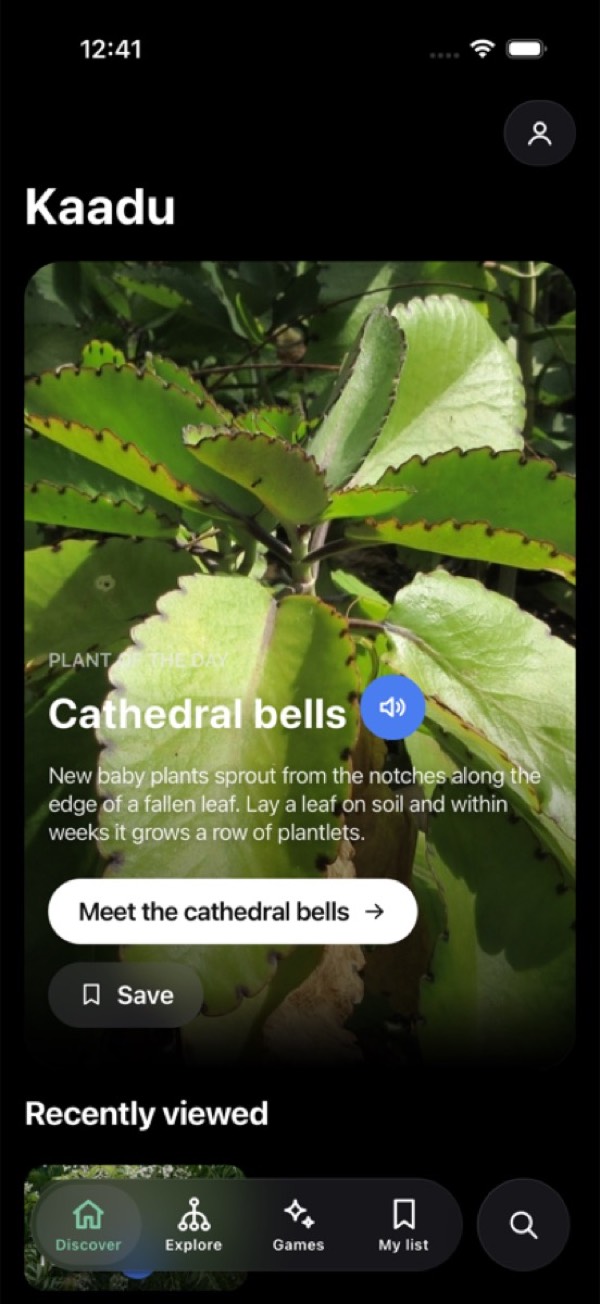 12:41
Kaadu
PLANT OF THE DAY
Cathedral bells
New baby plants sprout from the notches along the
edge of a fallen leaf. Lay a leaf on soil and within
weeks it grows a row of plantlets.
Meet the cathedral bells →
Save
Recently viewed
Discover
Explore
Games
My list